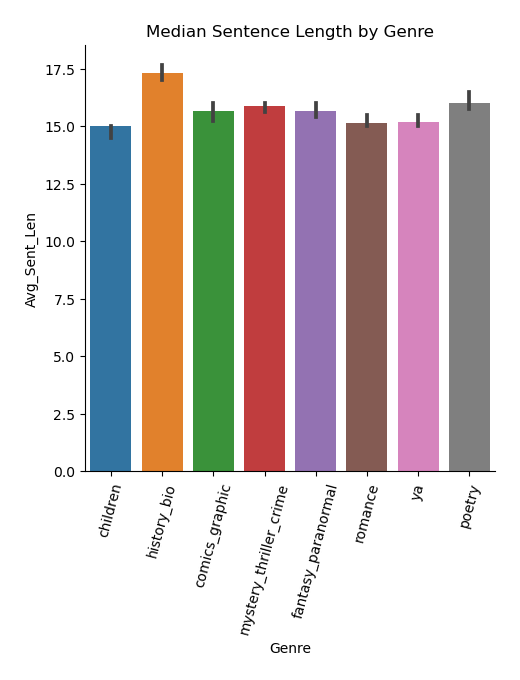 Median Sentence Length by Genre
Avg_Sent_Len
17.5
15.0
12.5
10.0
7.5
5.0
2.5
0.0
children
history_bio
comics_graphic
mystery_thriller_crime
fantasy_paranormal
romance
ya
poetry
Genre